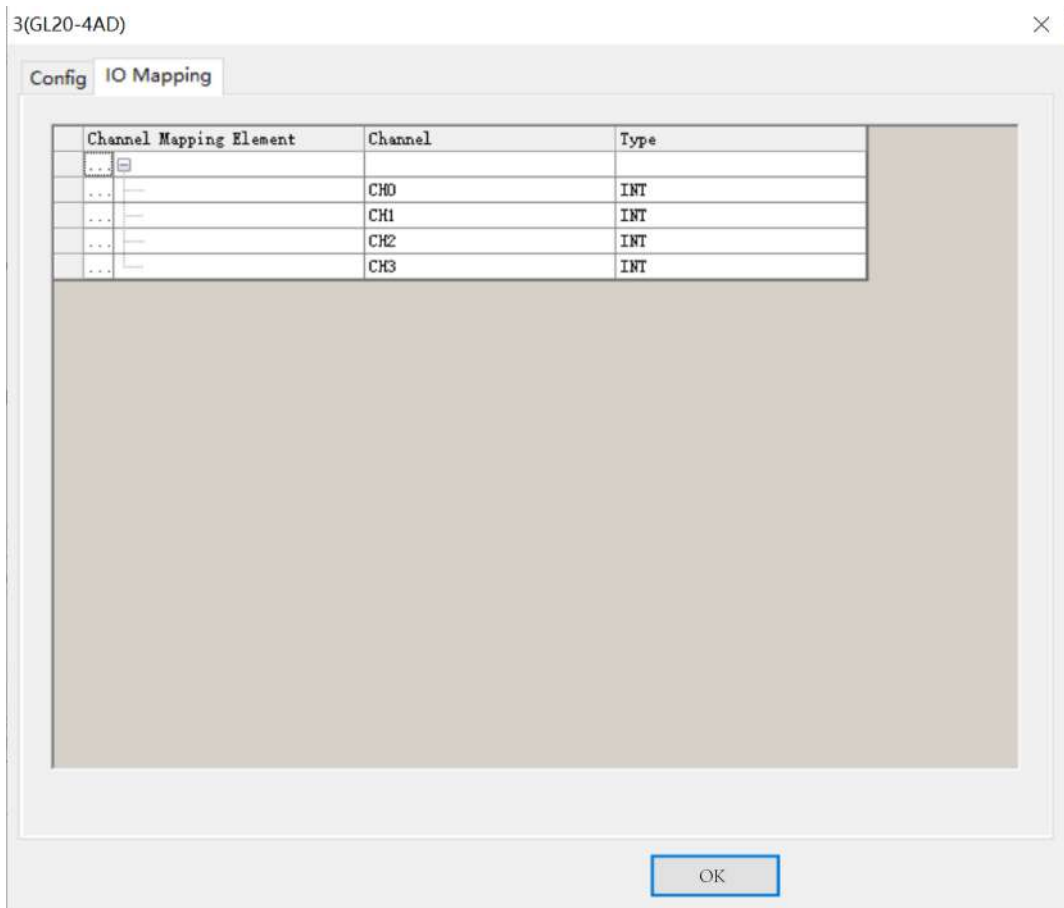 3(GL20-4AD)
Config IO Mapping
Channel Mapping Element Channel Type
...
... CH0 INT
... CH1 INT
... CH2 INT
... CH3 INT
OK